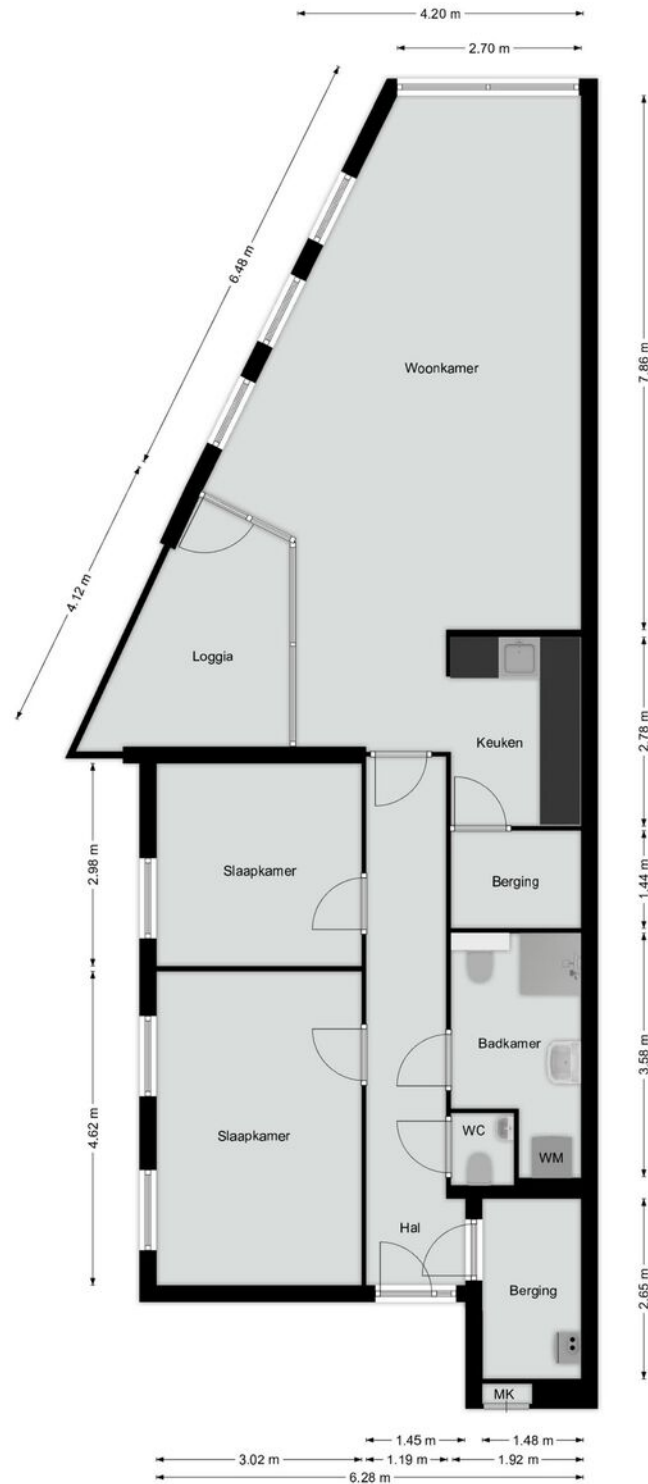 4.20 m
2.70 m
6.48 m
7.86 m
Woonkamer
4.12 m
Loggia
Keuken
2.78 m
2.98 m
Slaapkamer
Berging
1.44 m
Badkamer
3.58 m
4.62 m
Slaapkamer
WC
WM
Hal
Berging
2.65 m
MK
1.45 m
1.48 m
3.02 m
1.19 m
1.92 m
6.28 m